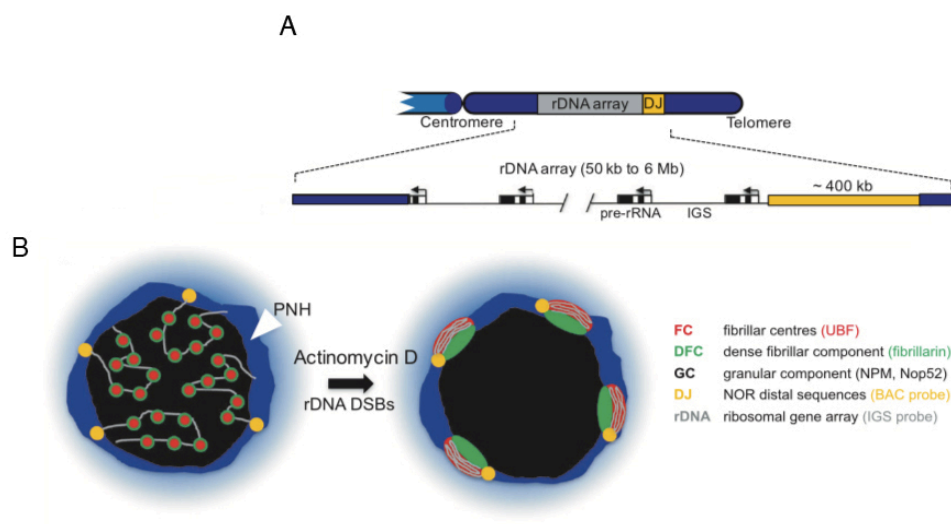 A
rDNA array
DJ
Centromere
Telomere
rDNA array (50 kb to 6 Mb)
~ 400 kb
pre-rRNA
IGS
B
PNH
Actinomycin D
rDNA DSBs
FC fibrillar centres (UBF)
DFC dense fibrillar component (fibrillarin)
GC granular component (NPM, Nop52)
DJ NOR distal sequences (BAC probe)
rDNA ribosomal gene array (IGS probe)